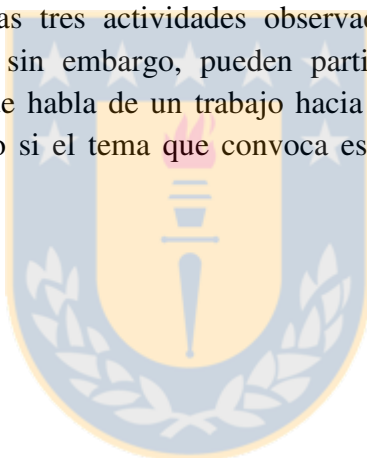 as tres actividades observad
sin embargo, pueden parti
e habla de un trabajo hacia
o si el tema que convoca es